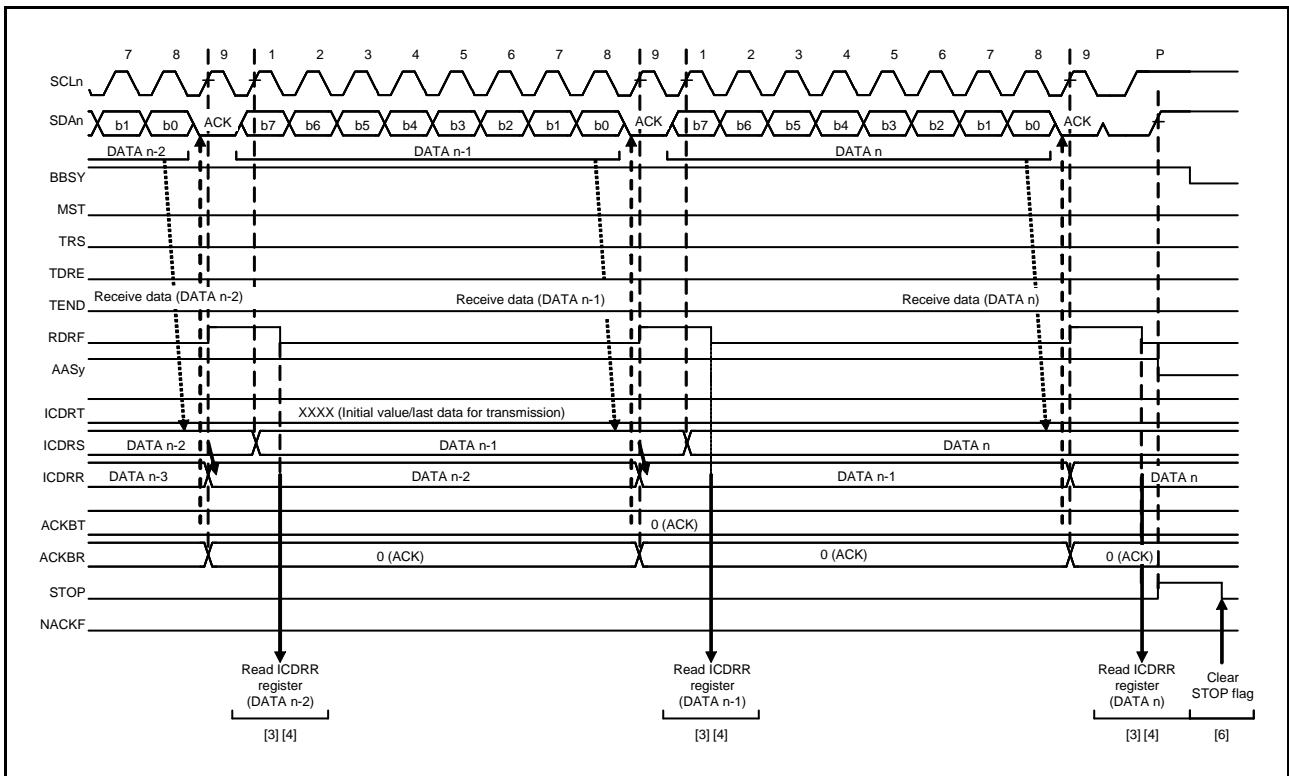 7 8 9 1 2 3 4 5 6 7 8 9 1 2 3 4 5 6 7 8 9 P
SCLn
SDAn b1 b0 ACK b7 b6 b5 b4 b3 b2 b1 b0 ACK b7 b6 b5 b4 b3 b2 b1 b0 ACK
DATA n-2 DATA n-1 DATA n
BBSY
MST
TRS
TDRE
Receive data (DATA n-2) Receive data (DATA n-1) Receive data (DATA n)
TEND
RDRF
AASy
ICDRT XXXX (Initial value/last data for transmission)
ICDRS DATA n-2 DATA n-1 DATA n
ICDRR DATA n-3 DATA n-2 DATA n-1 DATA n
ACKBT 0 (ACK)
ACKBR 0 (ACK) 0 (ACK) 0 (ACK)
STOP
NACKF
Read ICDRR
register
(DATA n-2)
[3] [4]
Read ICDRR
register
(DATA n-1)
[3] [4]
Read ICDRR
register
(DATA n)
[3] [4]
Clear
STOP flag
[6]